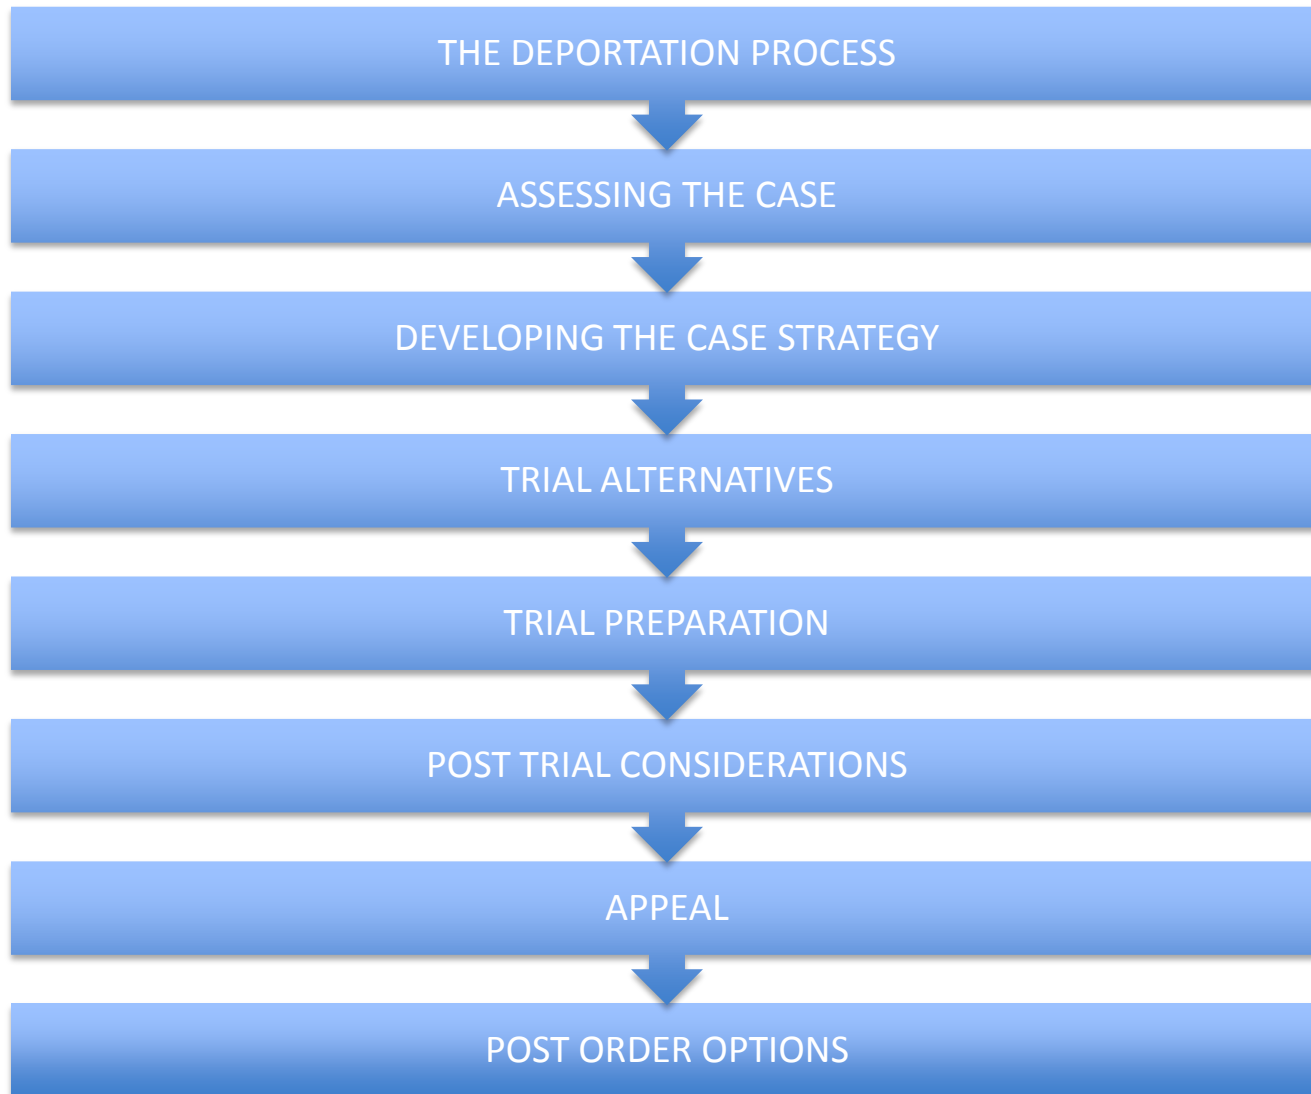 THE DEPORTATION PROCESS
ASSESSING THE CASE
DEVELOPING THE CASE STRATEGY
TRIAL ALTERNATIVES
TRIAL PREPARATION
POST TRIAL CONSIDERATIONS
APPEAL
POST ORDER OPTIONS